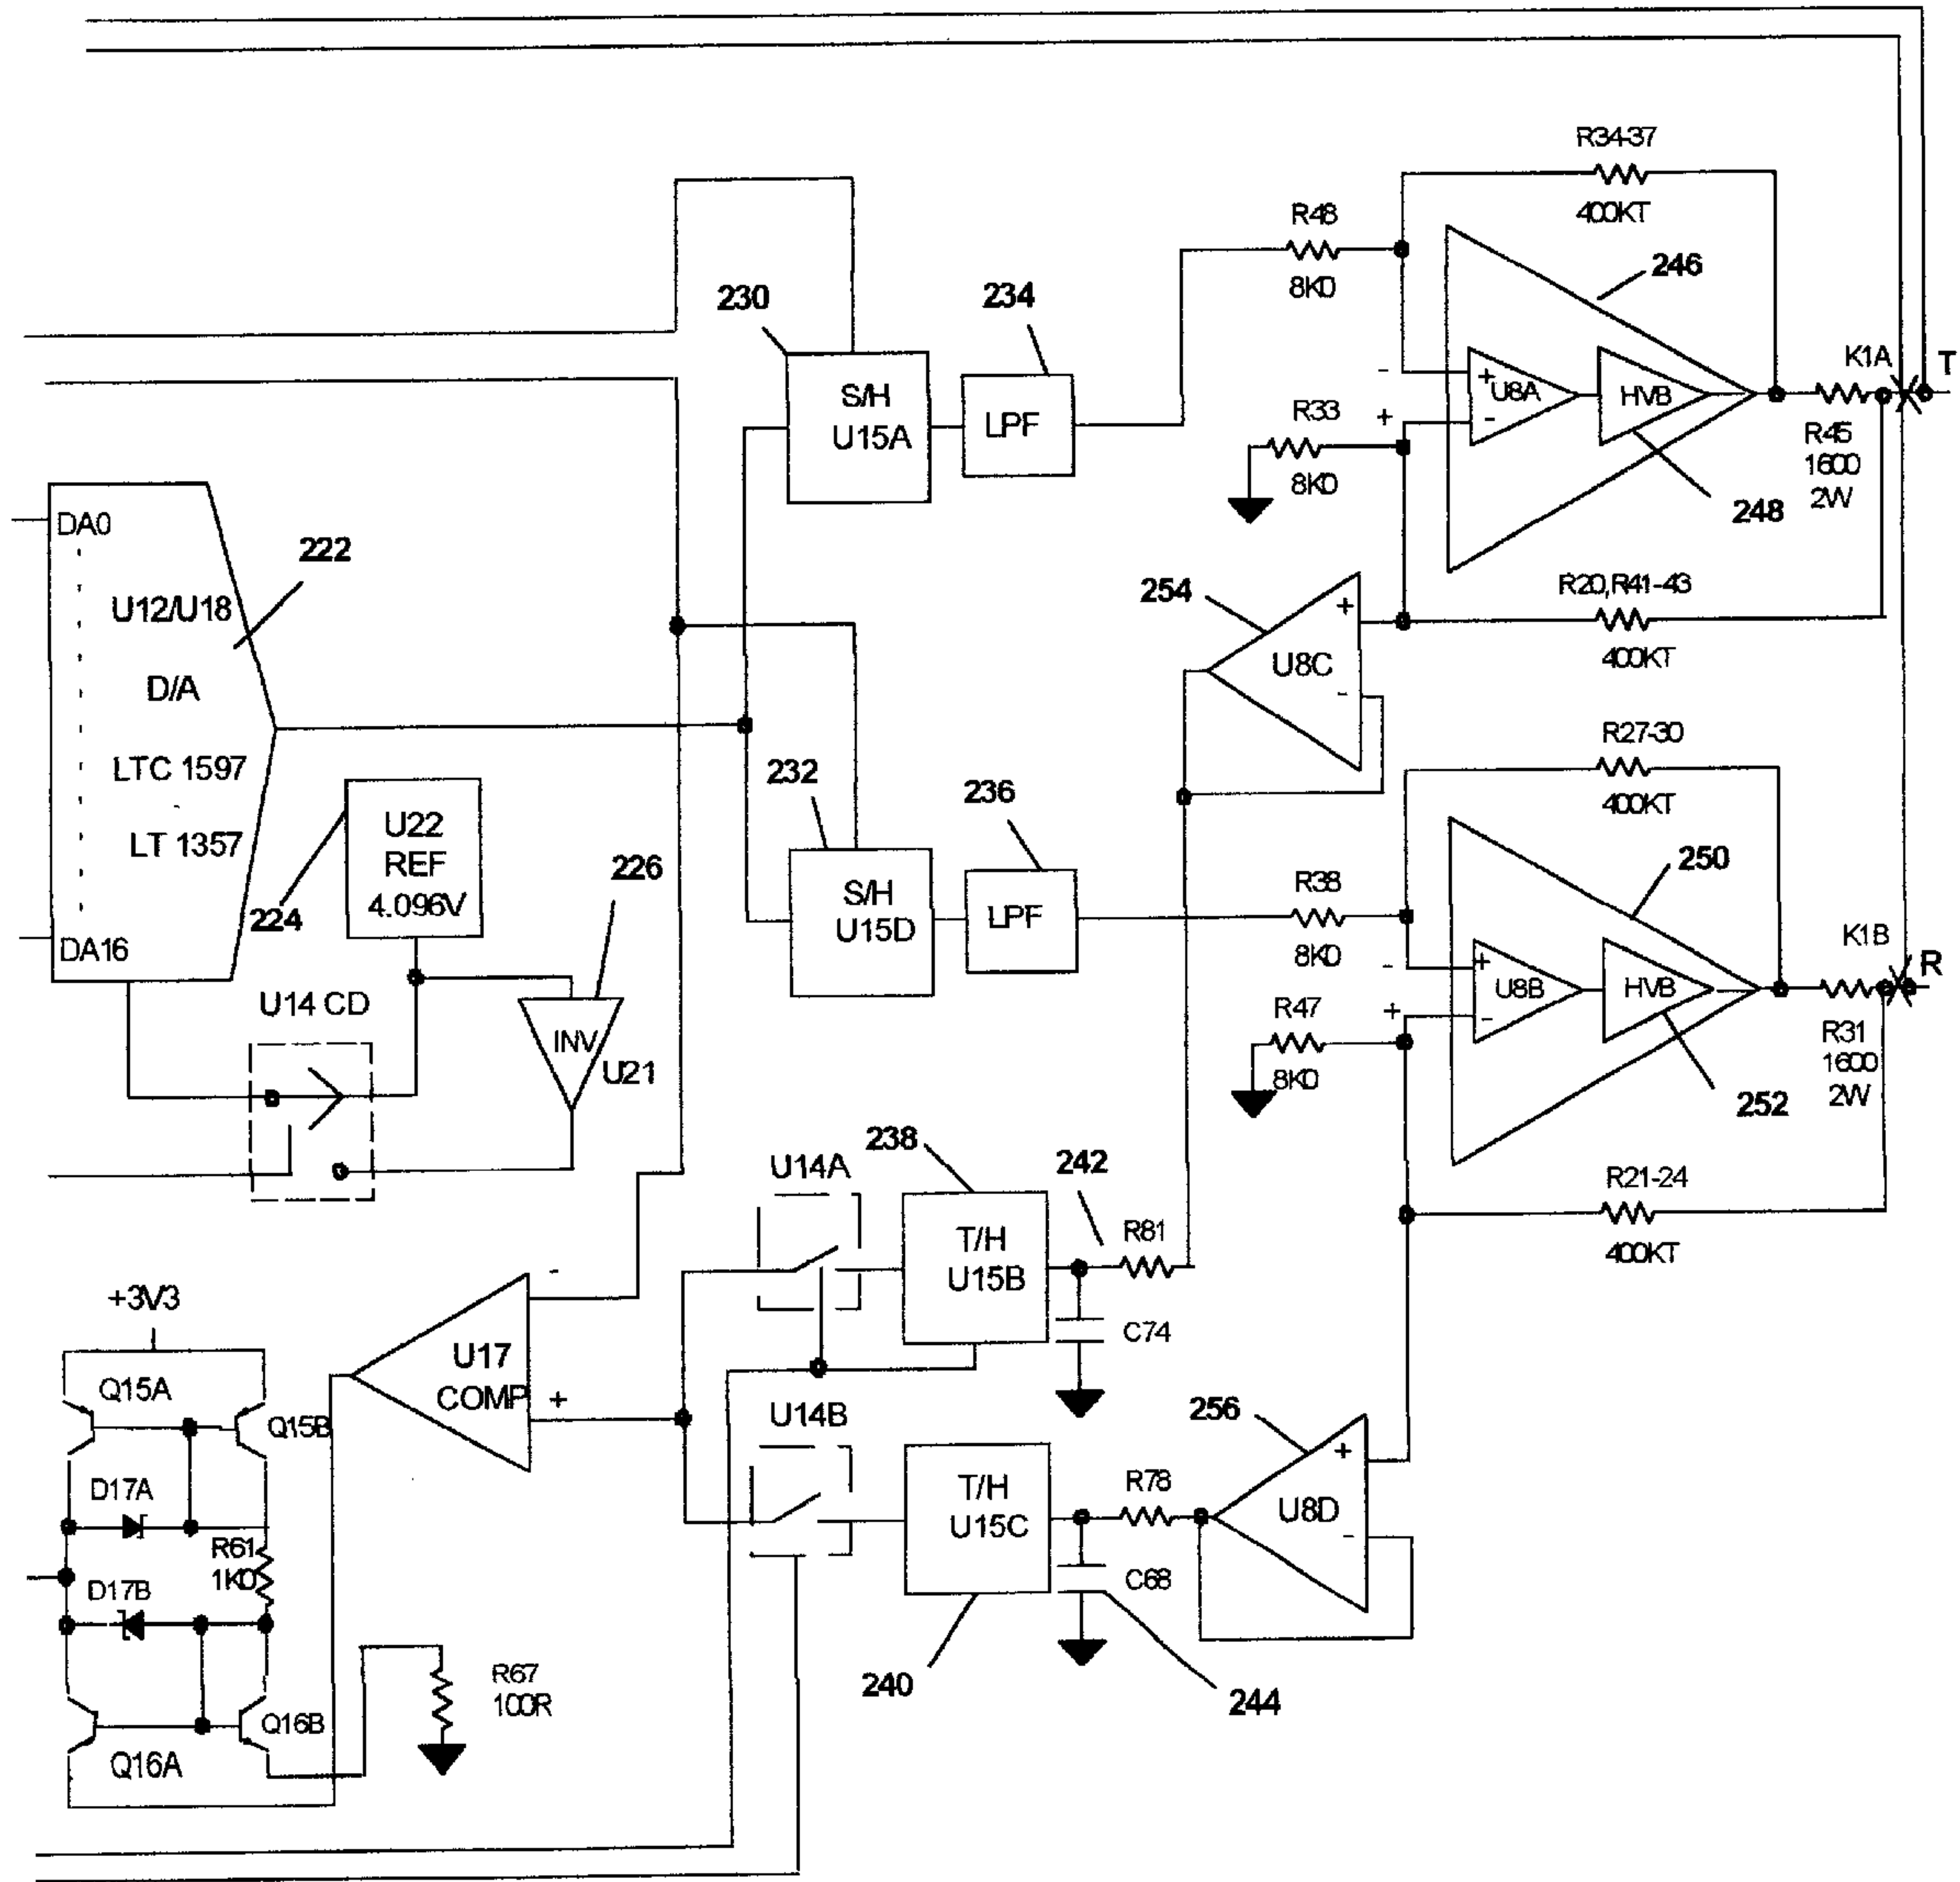 R34-37
400KT
R48
8K0
246
230
234
K1A
T
S/H
U15A
LPF
-
+
U8A
-
HVB
R33
+
8K0
R45
1600
2W
248
DA0
222
U12/U18
D/A
LTC 1597
LT 1357
DA16
254
+
U8C
-
R20,R41-43
400KT
R27-30
400KT
232
236
U22
REF
4.096V
224
226
S/H
U15D
LPF
R38
8K0
250
K1B
R
-
+
U8B
-
HVB
U14 CD
INV
U21
R47
+
8K0
R31
1600
2W
252
238
U14A
242
T/H
U15B
R81
R21-24
400KT
+3V3
-
U17
COMP
+
C74
Q15A
Q15B
U14B
256
+
U8D
-
D17A
T/H
U15C
R78
R61
1K0
D17B
C68
R67
100R
240
244
Q16B
Q16A